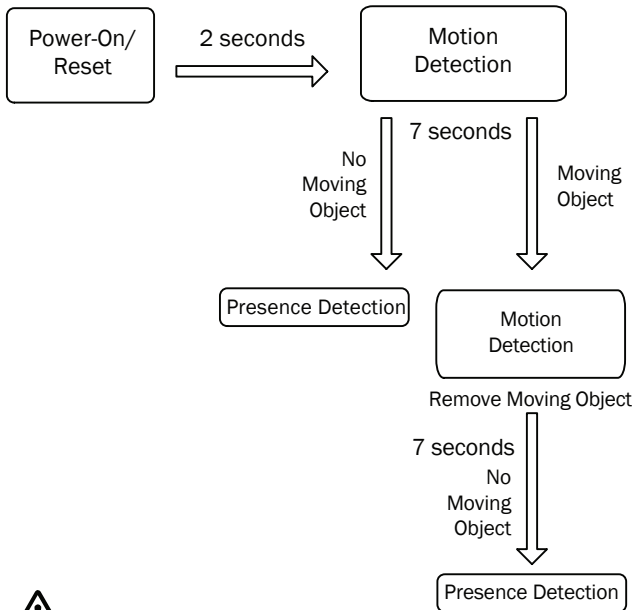 Power-On/
Reset
2 seconds
Motion
Detection
7 seconds
No
Moving
Object
Moving
Object
Presence Detection
Motion
Detection
Remove Moving Object
7 seconds
No
Moving
Object
Presence Detection